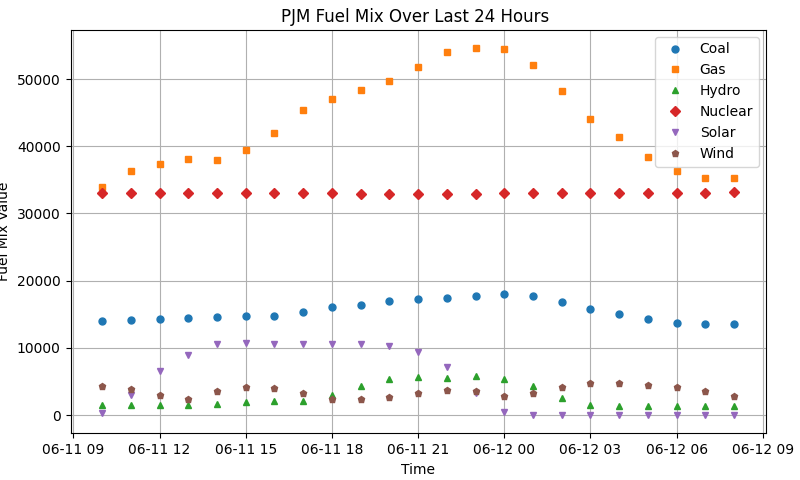 PJM Fuel Mix Over Last 24 Hours
Coal
Gas
Hydro
Nuclear
Solar
Wind
50000
40000
30000
20000
10000
0
Fuel Mix Value
06-11 09 06-11 12 06-11 15 06-11 18 06-11 21 06-12 00 06-12 03 06-12 06 06-12 09
Time